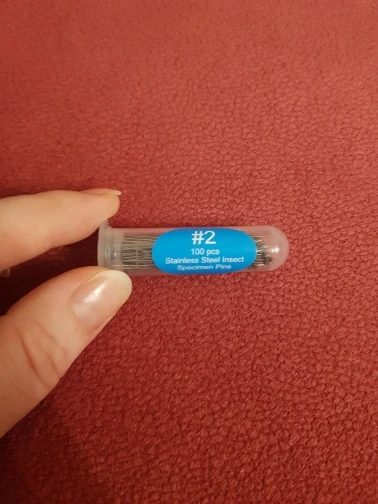 #2
100 pcs
Stainless Steel Insect
Specimen Pins